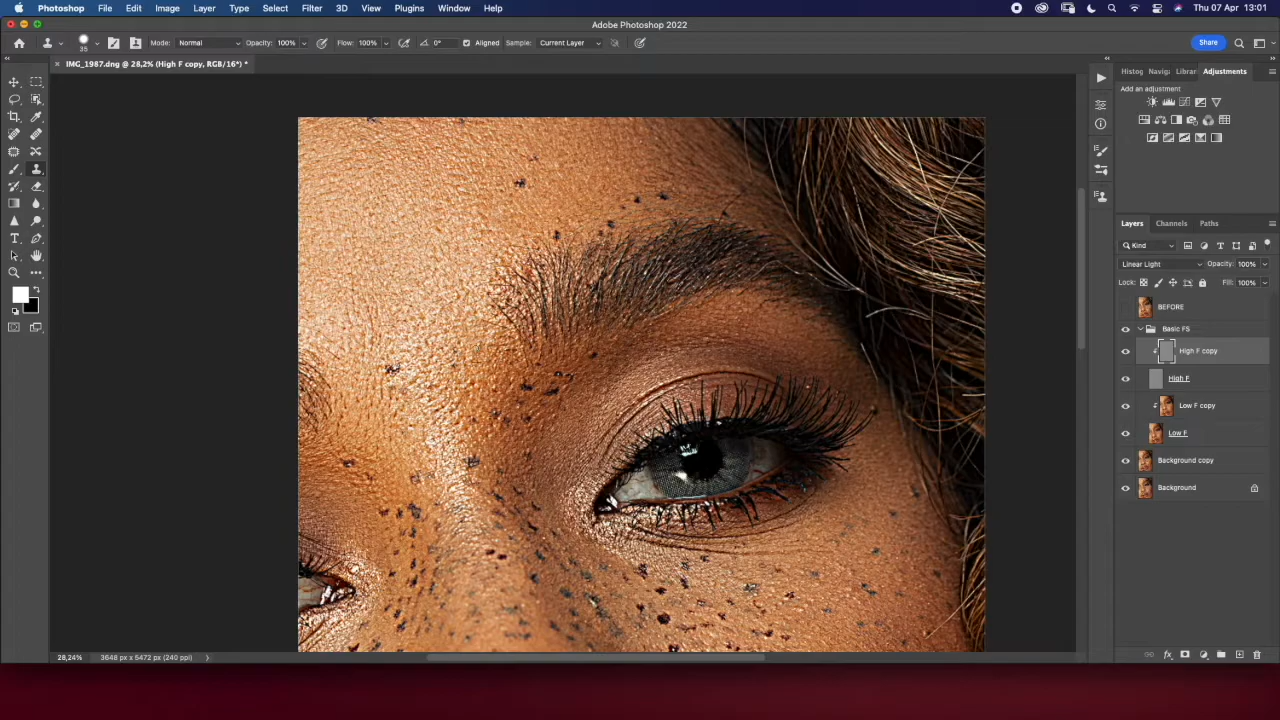 Photoshop File Edit Image Layer Type Select Filter 3D View Plugins Window Help Thu 07 Apr 13:01
Adobe Photoshop 2022
35 Mode: Normal Opacity: 100% Flow: 100% 0° Aligned Sample: Current Layer Share
IMG_1987.dng @ 28,2% (High F copy, RGB/16*) *
Histog Naviga Librar Adjustments
Add an adjustment
Layers Channels Paths
Kind
Linear Light Opacity: 100%
Lock: Fill: 100%
BEFORE
Basic FS
High F copy
High F
Low F copy
Low F
Background copy
Background
28,24% 3648 px x 5472 px (240 ppi)